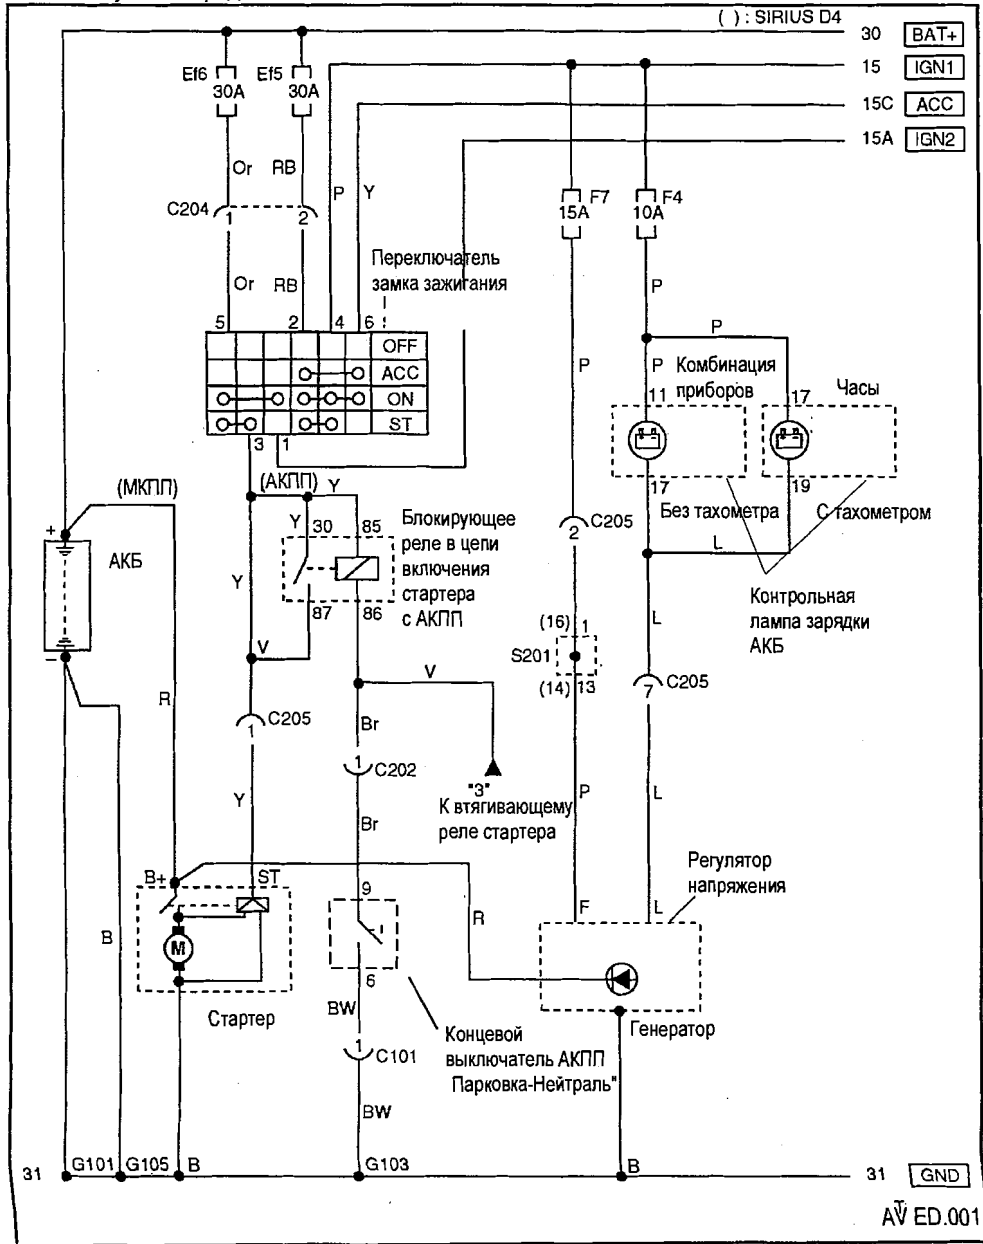 ( ) : SIRIUS D4
30 BAT+
15 IGN1
15C ACC
15A IGN2
Ef6
30A
Ef5
30A
Or RB P Y
C204 1 2
F7
15A
F4
10A
Переключатель
замка зажигания
Or RB
5 2 4 6
OFF
ACC
ON
ST
3 1
P
P
P
P
Комбинация
приборов
Часы
11 17
17 19
Без тахометра
С тахометром
L
(МКПП)
(АКПП) Y
Y 30 85
87 86
Блокирующее
реле в цепи
включения
стартера
с АКПП
C205
2
Контрольная
лампа зарядки
АКБ
+
АКБ
–
Y
V
V
(16) 1
S201
(14) 13
L
C205
7
R
C205
1
Br
1 C202
"3"
К втягивающему
реле стартера
P L
Y
Br
B+ ST
9
R
Регулятор
напряжения
F L
B
M
6
Стартер
BW
1 C101
Концевой
выключатель АКПП
Парковка-Нейтраль"
Генератор
BW
31 G101 G105 B G103 B 31 GND
ED.001